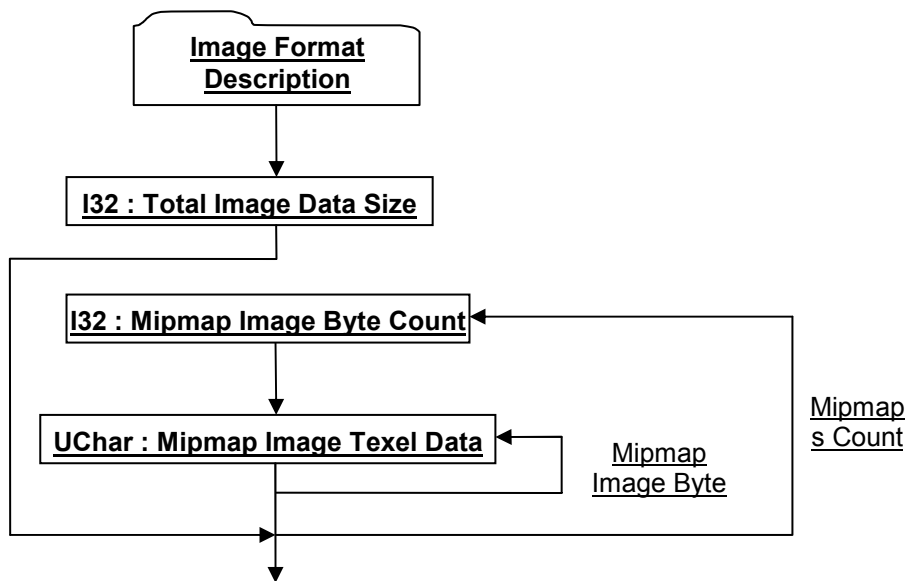 Image Format
Description
I32 : Total Image Data Size
I32 : Mipmap Image Byte Count
UChar : Mipmap Image Texel Data
Mipmap
s Count
Mipmap
Image Byte